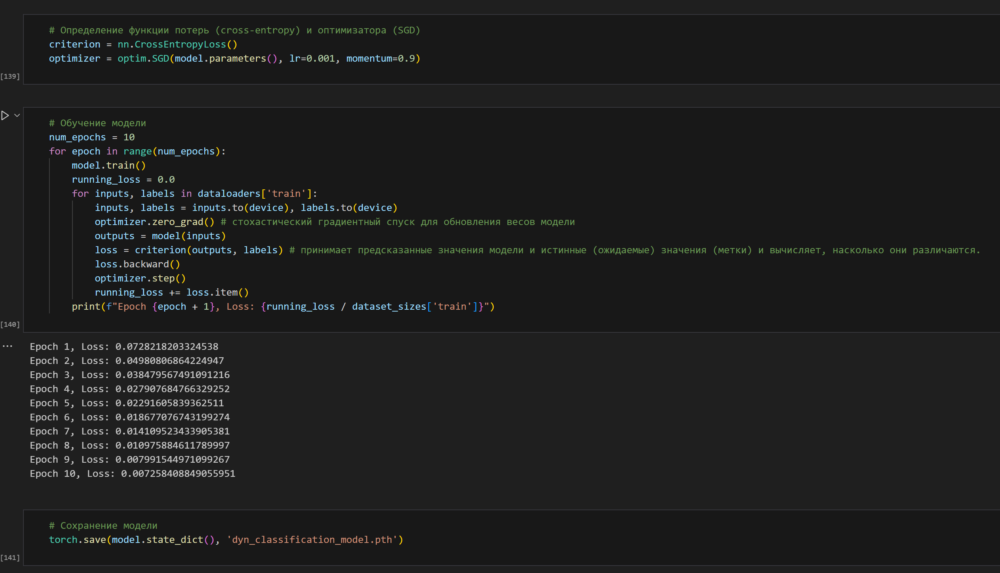 # Определение функции потерь (cross-entropy) и оптимизатора (SGD)
criterion = nn.CrossEntropyLoss()
optimizer = optim.SGD(model.parameters(), lr=0.001, momentum=0.9)
[139]
# Обучение модели
num_epochs = 10
for epoch in range(num_epochs):
    model.train()
    running_loss = 0.0
    for inputs, labels in dataloaders['train']:
        inputs, labels = inputs.to(device), labels.to(device)
        optimizer.zero_grad() # стохастический градиентный спуск для обновления весов модели
        outputs = model(inputs)
        loss = criterion(outputs, labels) # принимает предсказанные значения модели и истинные (ожидаемые) значения (метки) и вычисляет, насколько они различаются.
        loss.backward()
        optimizer.step()
        running_loss += loss.item()
    print(f"Epoch {epoch + 1}, Loss: {running_loss / dataset_sizes['train']}")
[140]
Epoch 1, Loss: 0.0728218203324538
Epoch 2, Loss: 0.04980806864224947
Epoch 3, Loss: 0.038479567491091216
Epoch 4, Loss: 0.027907684766329252
Epoch 5, Loss: 0.02291605839362511
Epoch 6, Loss: 0.018677076743199274
Epoch 7, Loss: 0.014109523433905381
Epoch 8, Loss: 0.010975884611789997
Epoch 9, Loss: 0.007991544971099267
Epoch 10, Loss: 0.007258408849055951
# Сохранение модели
torch.save(model.state_dict(), 'dyn_classification_model.pth')
[141]